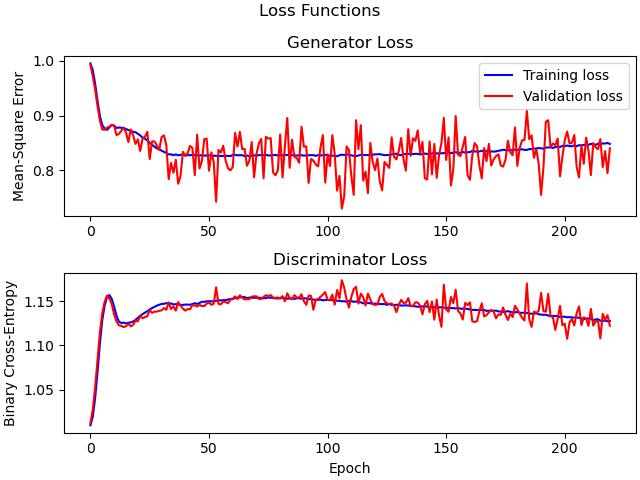 Loss Functions
Generator Loss
Mean-Square Error
1.0
0.9
0.8
Training loss
Validation loss
0
50
100
150
200
Discriminator Loss
Binary Cross-Entropy
1.15
1.10
1.05
0
50
100
150
200
Epoch